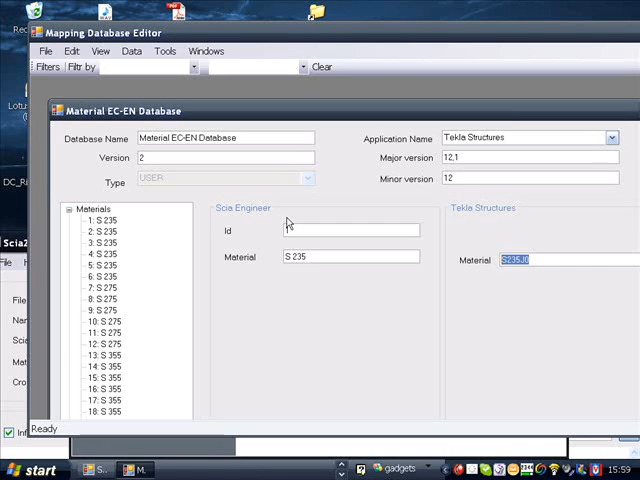 Mapping Database Editor
File Edit View Data Tools Windows
Filters Filtr by Clear
Material EC-EN Database
Database Name Material EC-EN Database Application Name Tekla Structures
Version 2 Major version 12,1
Type USER Minor version 12
Materials
1: S 235
2: S 235
3: S 235
4: S 235
5: S 235
6: S 235
7: S 275
8: S 275
9: S 275
10: S 275
11: S 275
12: S 275
13: S 355
14: S 355
15: S 355
16: S 355
17: S 355
18: S 355
Scia Engineer
Id
Material S 235
Tekla Structures
Material S235J0
Ready
DC_Ri
Scia2
File
start S.. M. gadgets 15:59